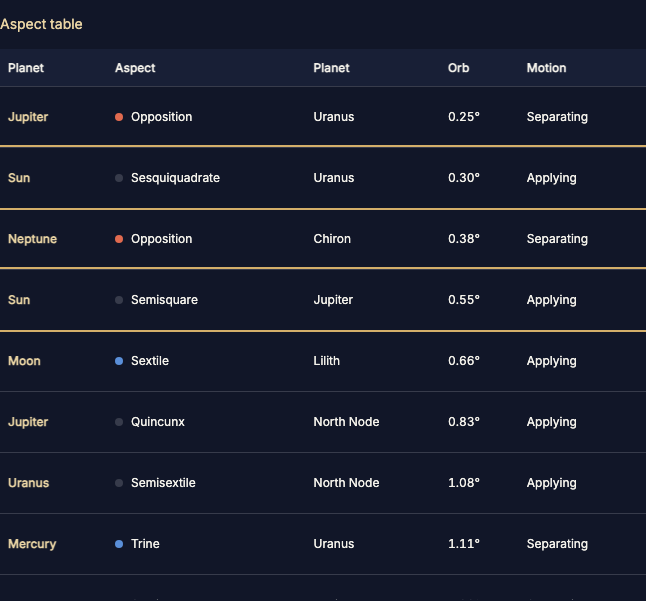 Aspect table
Planet Aspect Planet Orb Motion
Jupiter Opposition Uranus 0.25° Separating
Sun Sesquiquadrate Uranus 0.30° Applying
Neptune Opposition Chiron 0.38° Separating
Sun Semisquare Jupiter 0.55° Applying
Moon Sextile Lilith 0.66° Applying
Jupiter Quincunx North Node 0.83° Applying
Uranus Semisextile North Node 1.08° Applying
Mercury Trine Uranus 1.11° Separating